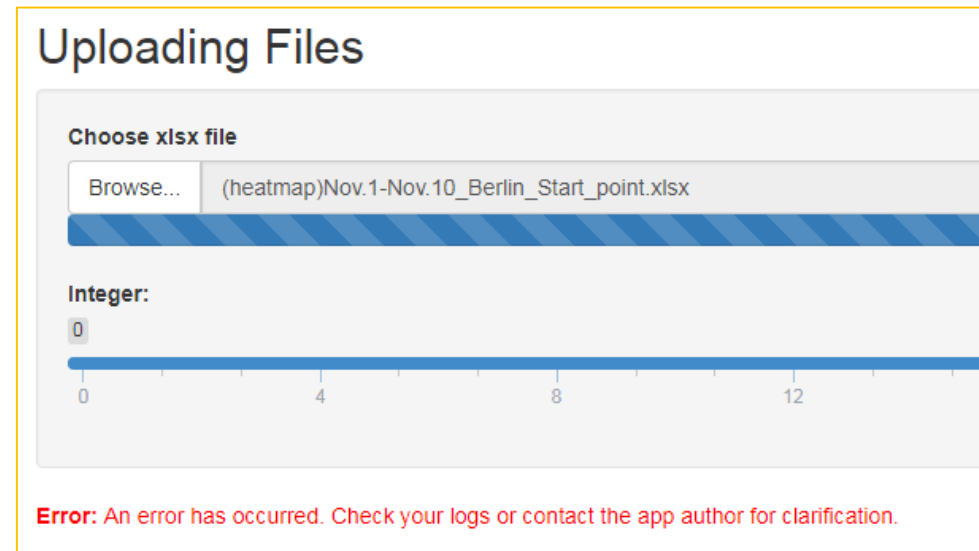 Uploading Files
Choose xlsx file
Browse... (heatmap)Nov.1-Nov.10_Berlin_Start_point.xlsx
Integer:
0
0 4 8 12
Error: An error has occurred. Check your logs or contact the app author for clarification.